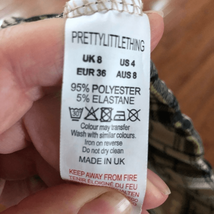 PRETTYLITTLETHING
UK 8 US 4
EUR 36 AUS 8
95% POLYESTER
5% ELASTANE
Colour may transfer
Wash with similar colours.
Iron on reverse
Do not dry clean
MADE IN UK
KEEP AWAY FROM FIRE